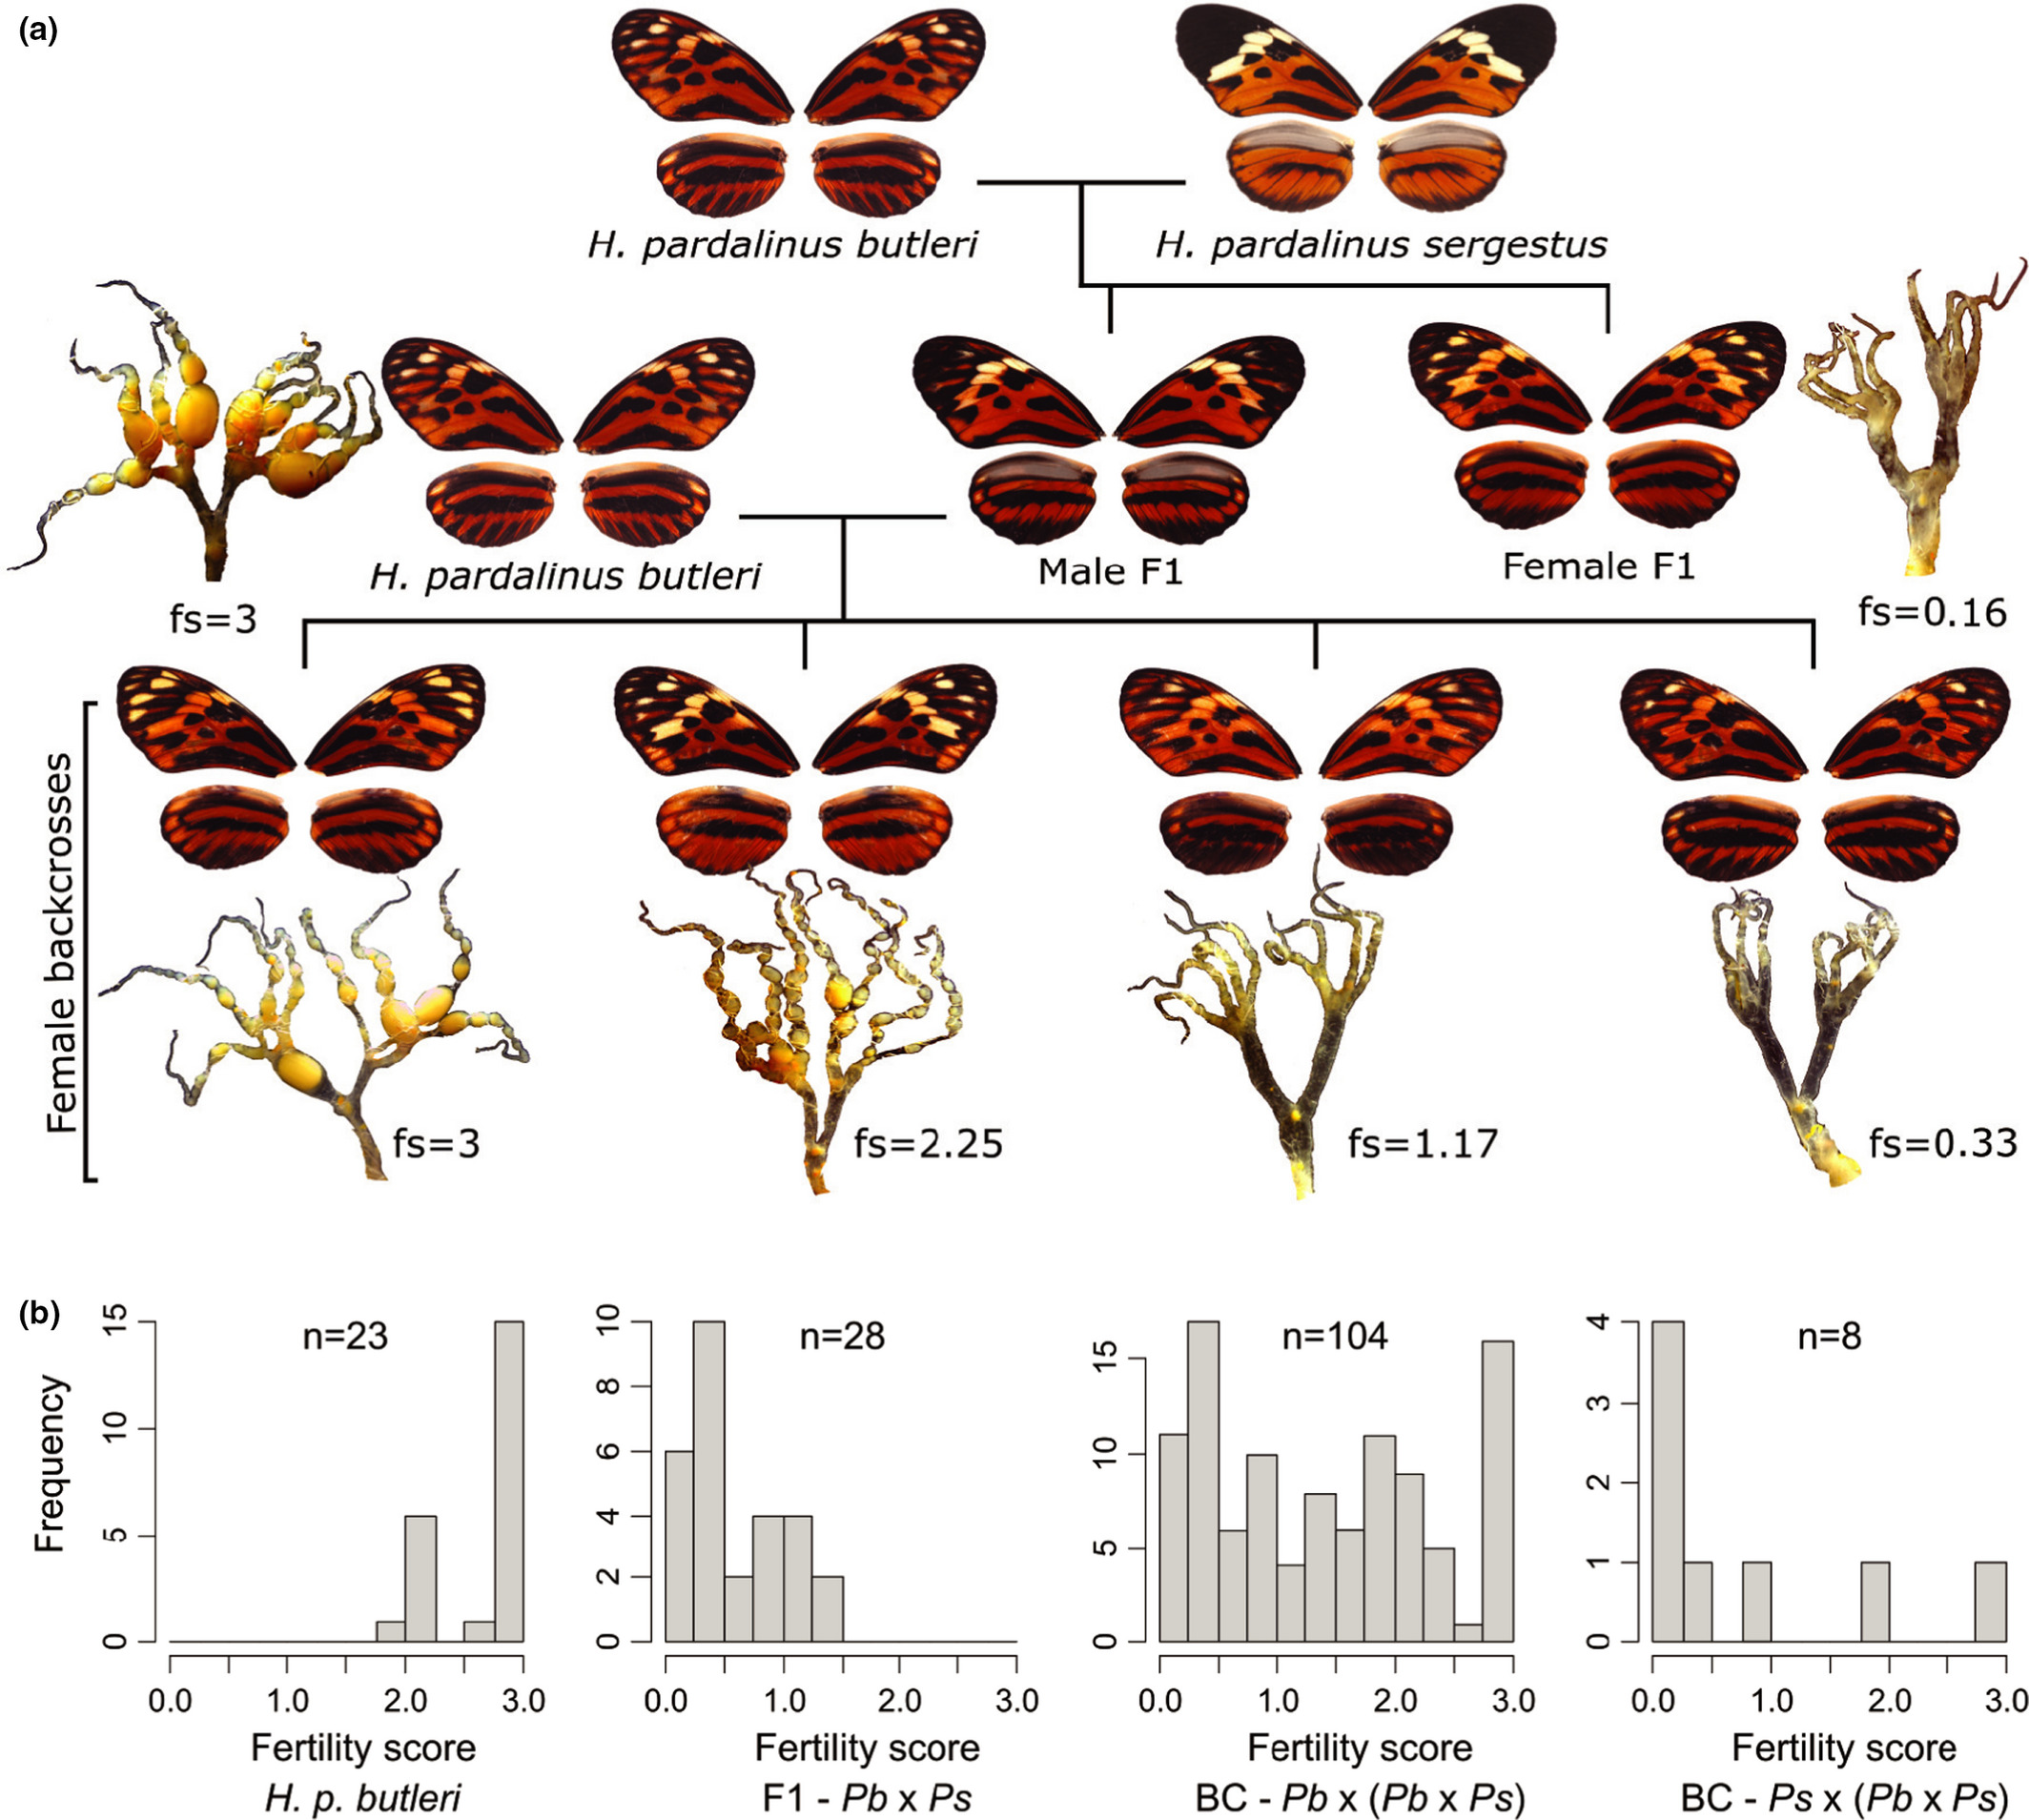 (a)
H. pardalinus butleri
H. pardalinus sergestus
H. pardalinus butleri
Male F1
Female F1
fs=3
fs=0.16
Female backcrosses
fs=3
fs=2.25
fs=1.17
fs=0.33
(b)
Frequency
15
10
5
0
n=23
0.0 1.0 2.0 3.0
Fertility score
H. p. butleri
10
8
6
4
2
0
n=28
0.0 1.0 2.0 3.0
Fertility score
F1 - Pb x Ps
15
10
5
0
n=104
0.0 1.0 2.0 3.0
Fertility score
BC - Pb x (Pb x Ps)
4
3
2
1
0
n=8
0.0 1.0 2.0 3.0
Fertility score
BC - Ps x (Pb x Ps)